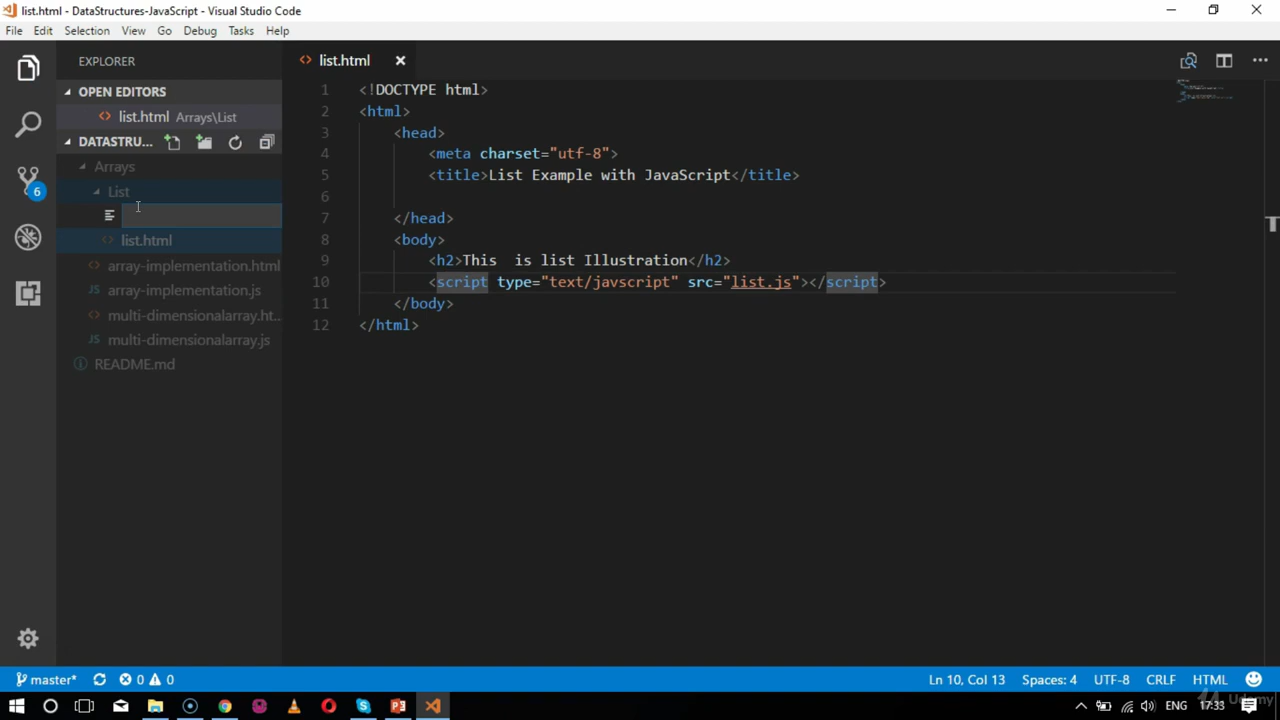 list.html - DataStructures-JavaScript - Visual Studio Code
File Edit Selection View Go Debug Tasks Help
EXPLORER
OPEN EDITORS
list.html Arrays\List
DATASTRU...
Arrays
List
list.html
array-implementation.html
array-implementation.js
multi-dimensionalarray.ht...
multi-dimensionalarray.js
README.md
6
list.html
1 <!DOCTYPE html>
2 <html>
3 <head>
4 <meta charset="utf-8">
5 <title>List Example with JavaScript</title>
6
7 </head>
8 <body>
9 <h2>This  is list Illustration</h2>
10 <script type="text/javscript" src="list.js"></script>
11 </body>
12 </html>
master* 0 0 Ln 10, Col 13 Spaces: 4 UTF-8 CRLF HTML
ENG 17:33
Udemy